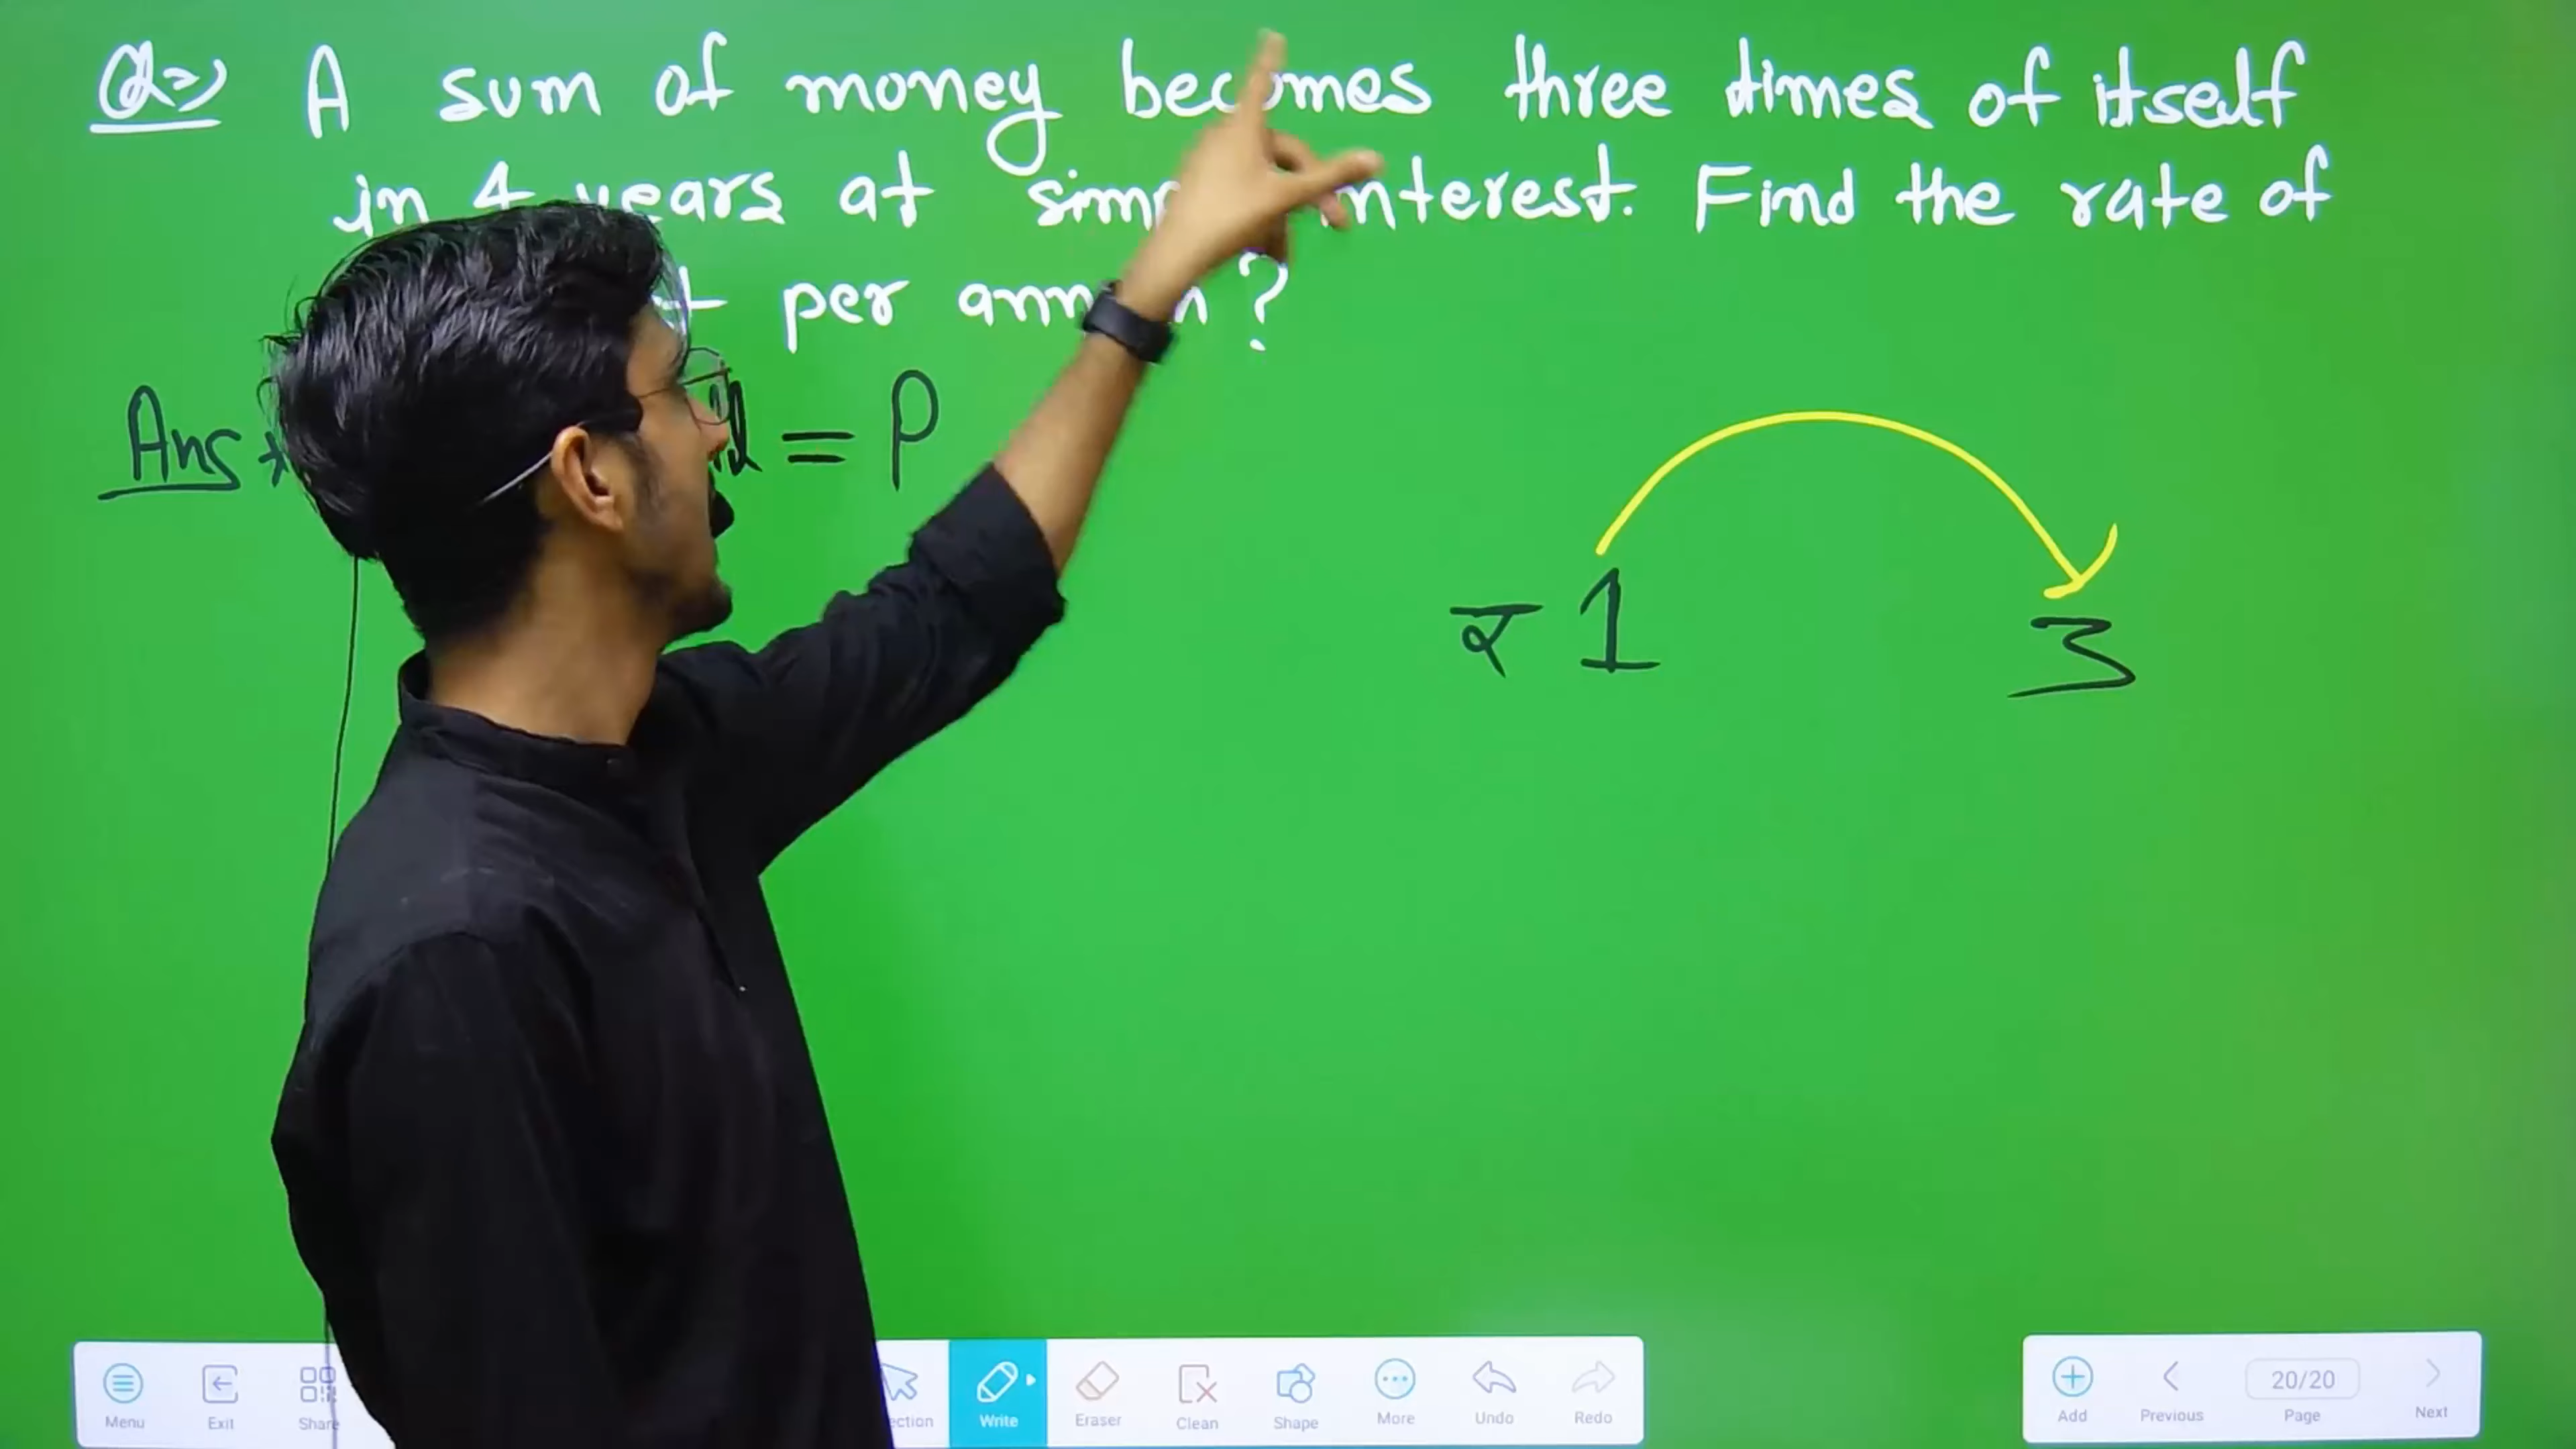 Q=> A sum of money becomes three times of itself
in 4 years at interest. Find the rate of
per ?
Ans = P
₹ 1 3
Menu Exit Share Write Eraser Clean Shape More Undo Redo
Add Previous 20/20 Page Next